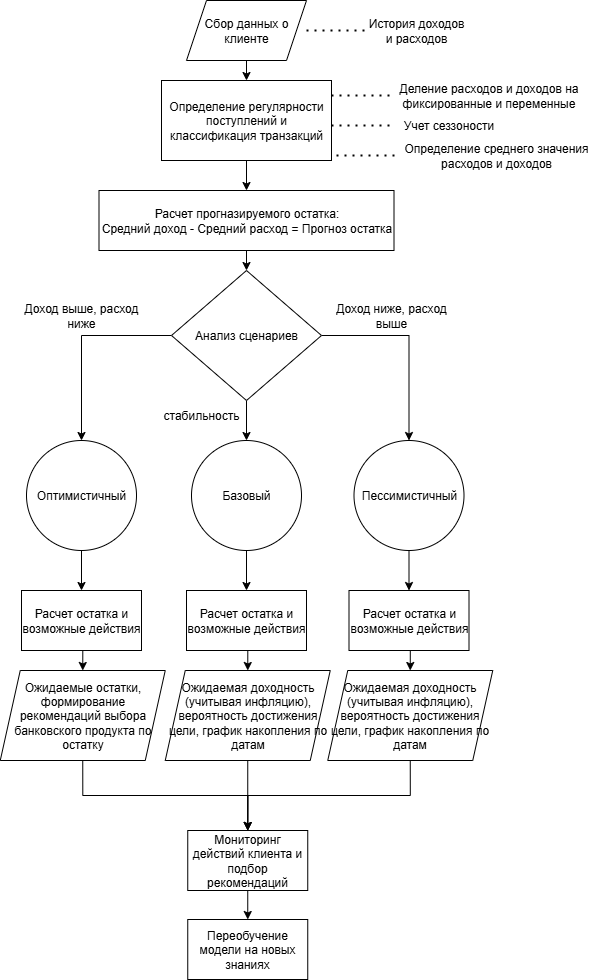 Сбор данных о
клиенте
История доходов
и расходов
Определение регулярности
поступлений и
классификация транзакций
Деление расходов и доходов на
фиксированные и переменные
Учет сеззоности
Определение среднего значения
расходов и доходов
Расчет прогназируемого остатка:
Средний доход - Средний расход = Прогноз остатка
Анализ сценариев
Доход выше, расход
ниже
Доход ниже, расход
выше
стабильность
Оптимистичный
Базовый
Пессимистичный
Расчет остатка и
возможные действия
Расчет остатка и
возможные действия
Расчет остатка и
возможные действия
Ожидаемые остатки,
формирование
рекомендаций выбора
банковского продукта по
остатку
Ожидаемая доходность
(учитывая инфляцию),
вероятность достижения
цели, график накопления по
датам
Ожидаемая доходность
(учитывая инфляцию),
вероятность достижения
цели, график накопления по
датам
Мониторинг
действий клиента и
подбор
рекомендаций
Переобучение
модели на новых
знаниях